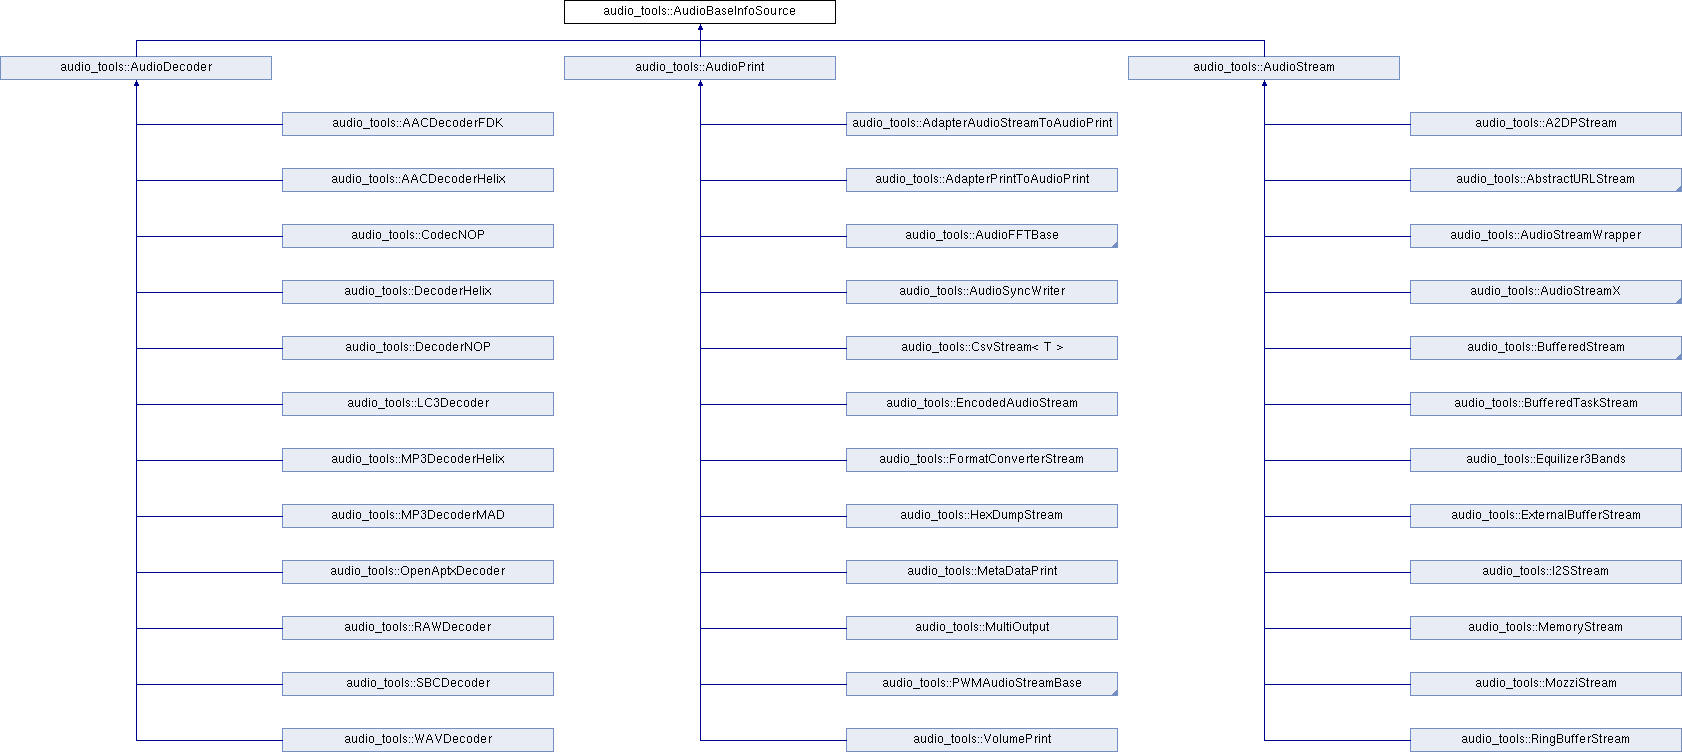 audio_tools::AudioBaseInfoSource
audio_tools::AudioDecoder
audio_tools::AudioPrint
audio_tools::AudioStream
audio_tools::AACDecoderFDK
audio_tools::AdapterAudioStreamToAudioPrint
audio_tools::A2DPStream
audio_tools::AACDecoderHelix
audio_tools::AdapterPrintToAudioPrint
audio_tools::AbstractURLStream
audio_tools::CodecNOP
audio_tools::AudioFFTBase
audio_tools::AudioStreamWrapper
audio_tools::DecoderHelix
audio_tools::AudioSyncWriter
audio_tools::AudioStreamX
audio_tools::DecoderNOP
audio_tools::CsvStream< T >
audio_tools::BufferedStream
audio_tools::LC3Decoder
audio_tools::EncodedAudioStream
audio_tools::BufferedTaskStream
audio_tools::MP3DecoderHelix
audio_tools::FormatConverterStream
audio_tools::Equilizer3Bands
audio_tools::MP3DecoderMAD
audio_tools::HexDumpStream
audio_tools::ExternalBufferStream
audio_tools::OpenAptxDecoder
audio_tools::MetaDataPrint
audio_tools::I2SStream
audio_tools::RAWDecoder
audio_tools::MultiOutput
audio_tools::MemoryStream
audio_tools::SBCDecoder
audio_tools::PWMAudioStreamBase
audio_tools::MozziStream
audio_tools::WAVDecoder
audio_tools::VolumePrint
audio_tools::RingBufferStream